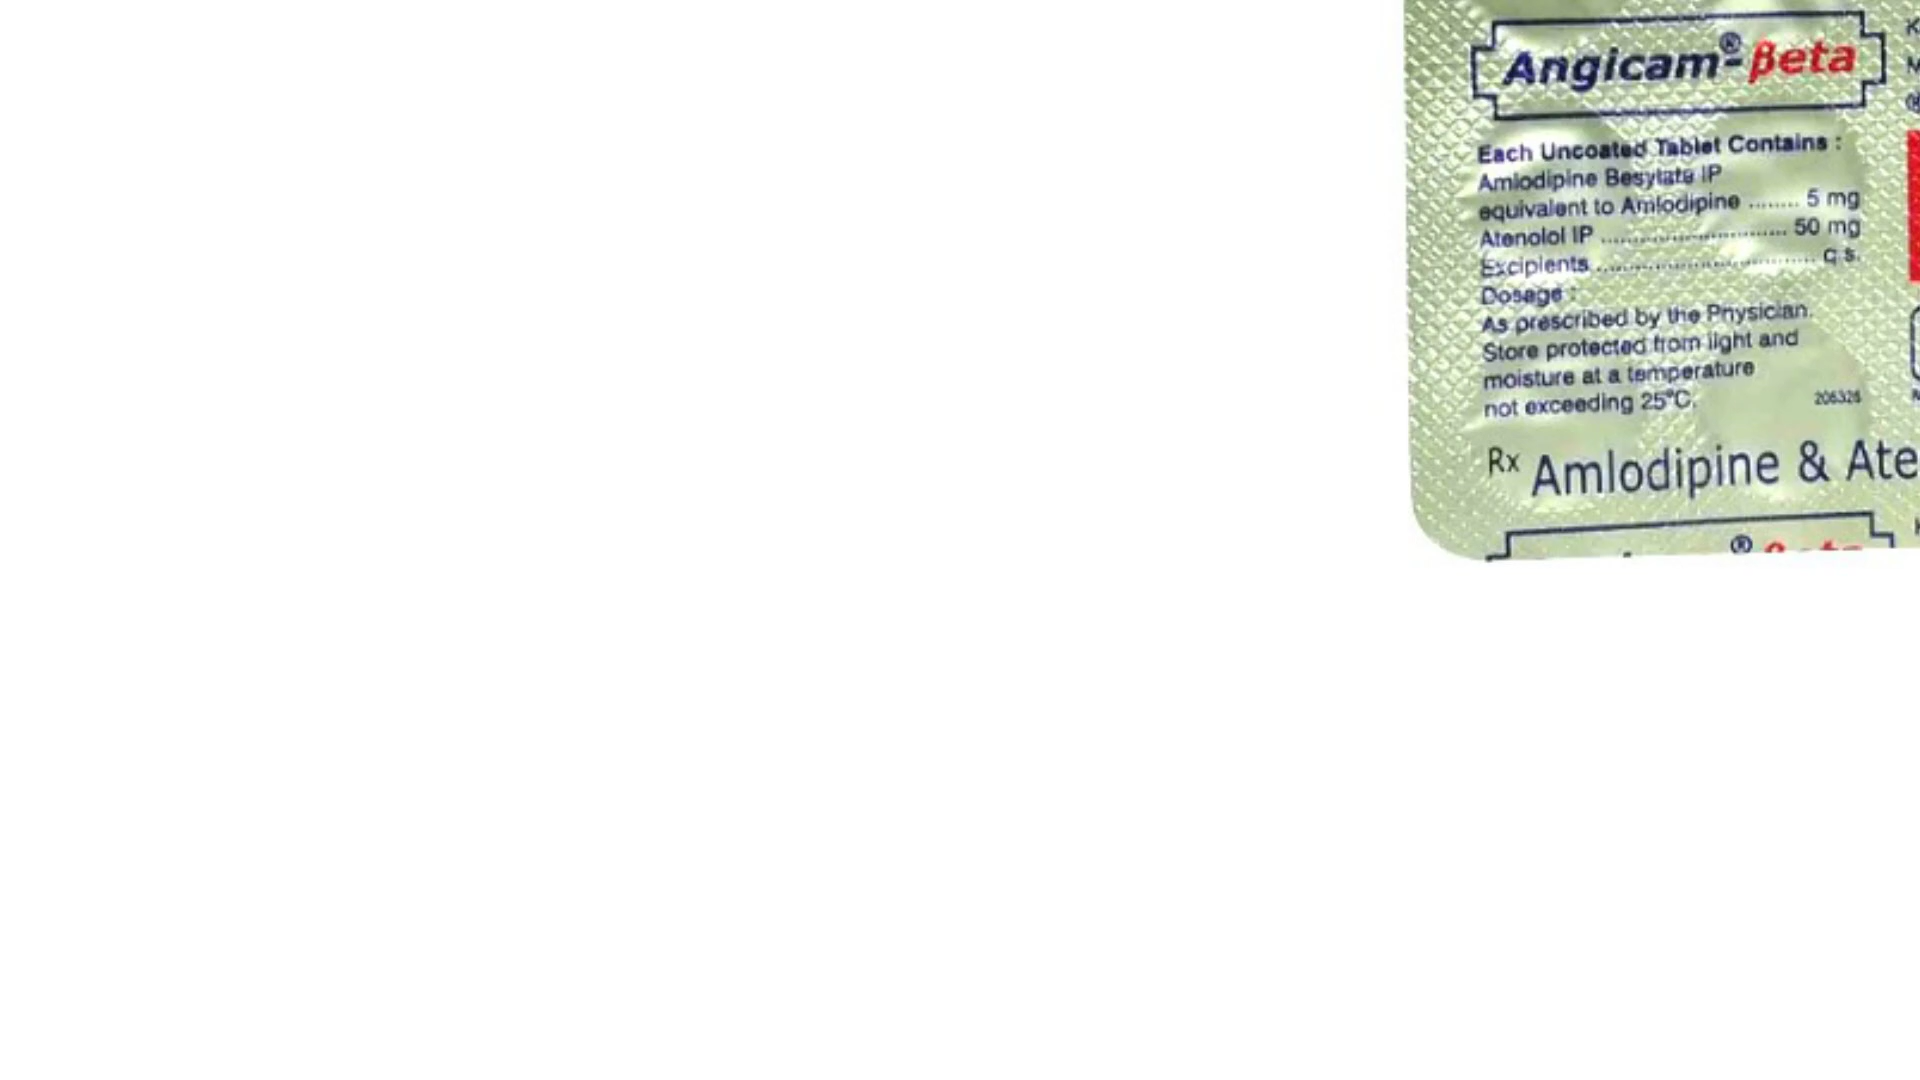 Angicam®-βeta
Each Uncoated Tablet Contains :
Amlodipine Besylate IP
equivalent to Amlodipine ........ 5 mg
Atenolol IP ............................... 50 mg
Excipients ..................................... q.s.
Dosage :
As prescribed by the Physician.
Store protected from light and
moisture at a temperature
not exceeding 25°C.
206326
Rx Amlodipine & Ate